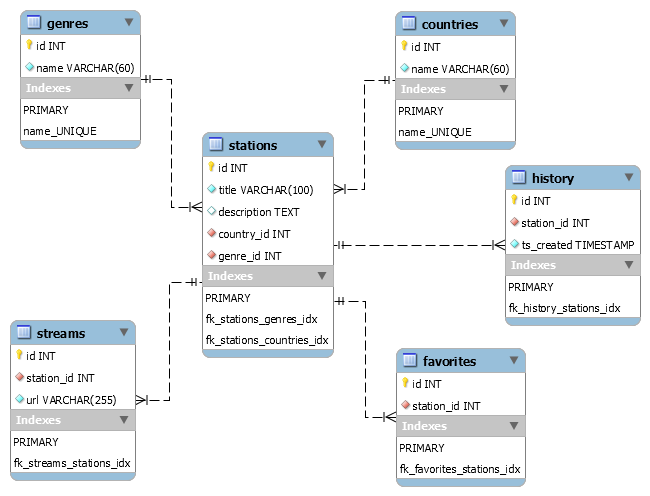 genres
id INT
name VARCHAR(60)
Indexes
PRIMARY
name_UNIQUE
countries
id INT
name VARCHAR(60)
Indexes
PRIMARY
name_UNIQUE
stations
id INT
title VARCHAR(100)
description TEXT
country_id INT
genre_id INT
Indexes
PRIMARY
fk_stations_genres_idx
fk_stations_countries_idx
history
id INT
station_id INT
ts_created TIMESTAMP
Indexes
PRIMARY
fk_history_stations_idx
streams
id INT
station_id INT
url VARCHAR(255)
Indexes
PRIMARY
fk_streams_stations_idx
favorites
id INT
station_id INT
Indexes
PRIMARY
fk_favorites_stations_idx